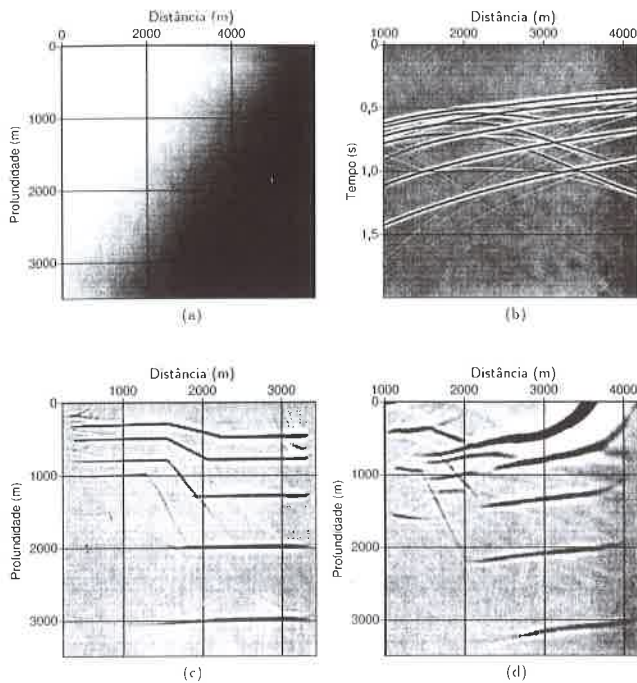 Distância (m)
0 2000 4000
0
1000
2000
3000
Profundidade (m)
(a)
Distância (m)
1000 2000 3000 4000
0
0,5
1,0
1,5
Tempo (s)
(b)
Distância (m)
1000 2000 3000
0
1000
2000
3000
Profundidade (m)
(c)
Distância (m)
1000 2000 3000 4000
0
1000
2000
3000
Profundidade (m)
(d)